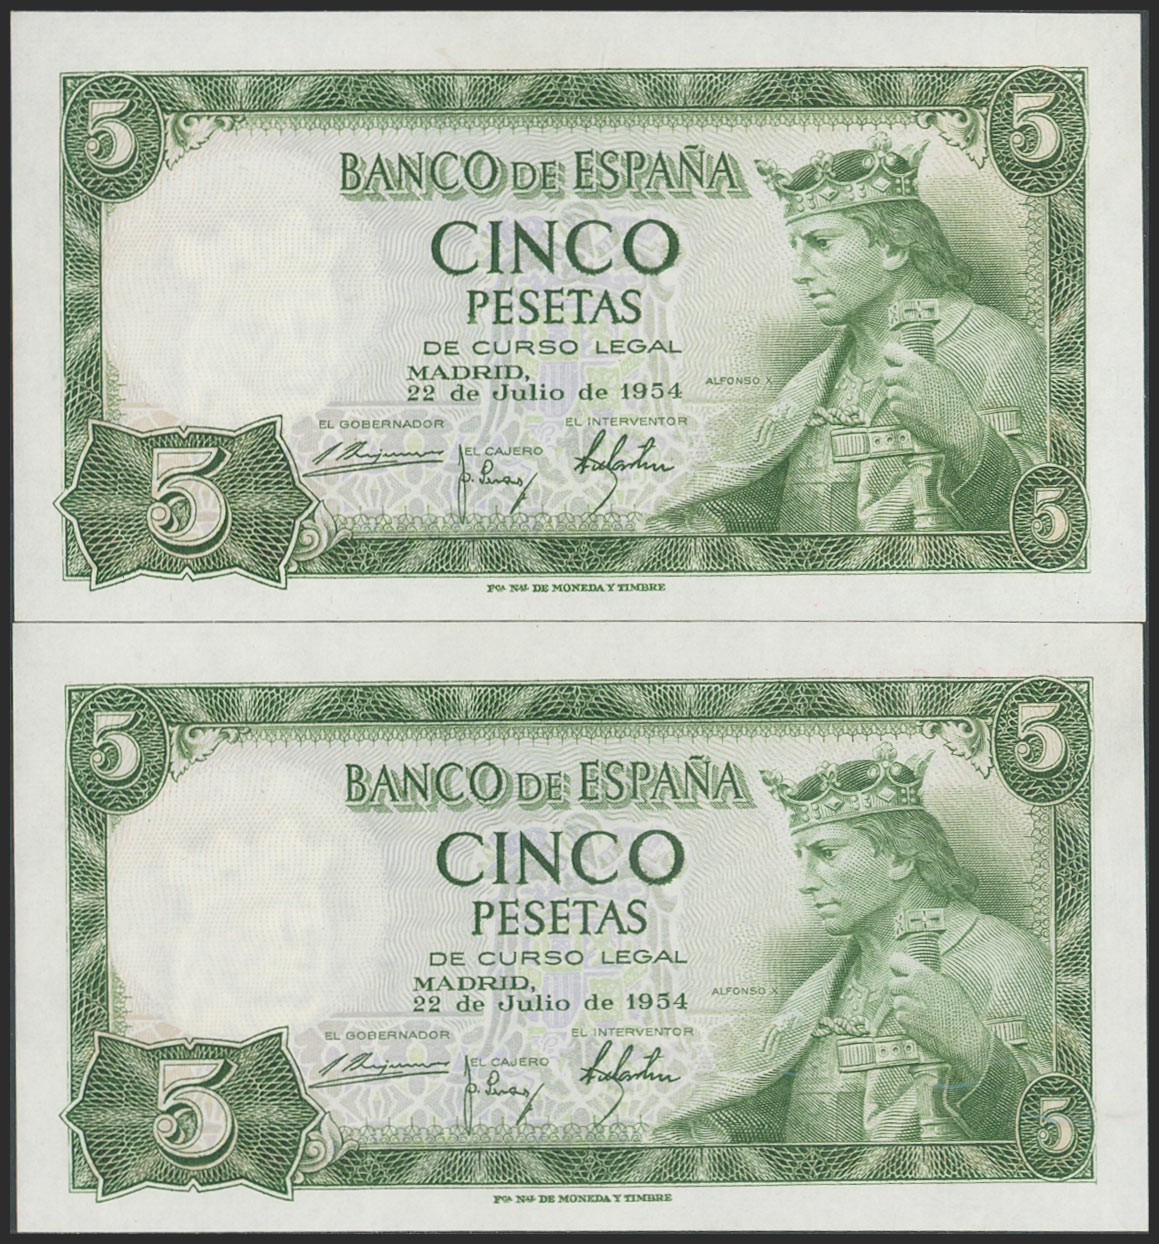 5 5
BANCO DE ESPAÑA
CINCO
PESETAS
DE CURSO LEGAL
MADRID,
22 de Julio de 1954
ALFONSO X
EL GOBERNADOR
EL CAJERO
EL INTERVENTOR
5 5
Fca Nal DE MONEDA Y TIMBRE
5 5
BANCO DE ESPAÑA
CINCO
PESETAS
DE CURSO LEGAL
MADRID,
22 de Julio de 1954
ALFONSO X
EL GOBERNADOR
EL CAJERO
EL INTERVENTOR
5 5
Fca Nal DE MONEDA Y TIMBRE